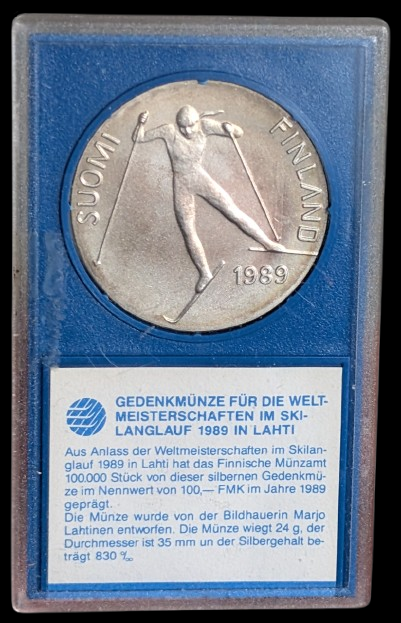 SUOMI
FINLAND
1989
GEDENKMÜNZE FÜR DIE WELT-
MEISTERSCHAFTEN IM SKI-
LANGLAUF 1989 IN LAHTI
Aus Anlass der Weltmeisterschaften im Skilan-
glauf 1989 in Lahti hat das Finnische Münzamt
100.000 Stück von dieser silbernen Gedenkmü-
ze im Nennwert von 100,— FMK im Jahre 1989
geprägt.
Die Münze wurde von der Bildhauerin Marjo
Lahtinen entworfen. Die Münze wiegt 24 g, der
Durchmesser ist 35 mm un der Silbergehalt be-
trägt 830 ‰